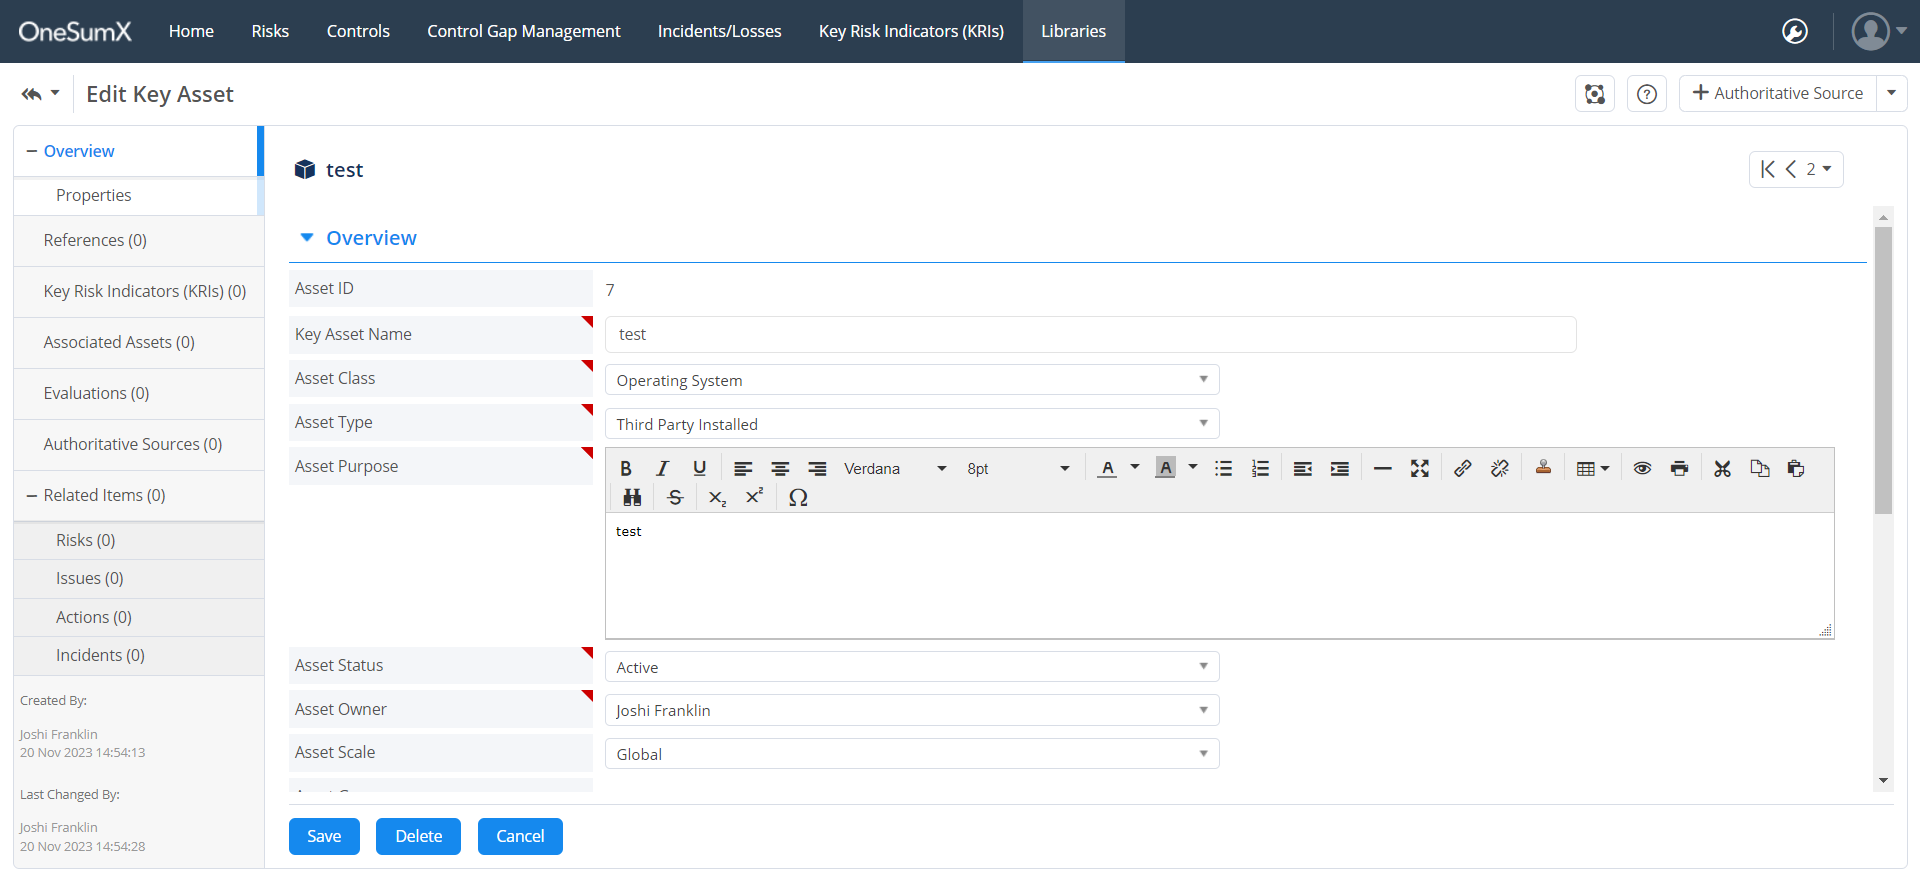 OneSumX Home Risks Controls Control Gap Management Incidents/Losses Key Risk Indicators (KRIs) Libraries
Edit Key Asset
Authoritative Source
Overview
Properties
References (0)
Key Risk Indicators (KRIs) (0)
Associated Assets (0)
Evaluations (0)
Authoritative Sources (0)
Related Items (0)
Risks (0)
Issues (0)
Actions (0)
Incidents (0)
Created By:
Joshi Franklin
20 Nov 2023 14:54:13
Last Changed By:
Joshi Franklin
20 Nov 2023 14:54:28
test
2
Overview
Asset ID 7
Key Asset Name test
Asset Class Operating System
Asset Type Third Party Installed
Asset Purpose
B I U Verdana 8pt A A
S X₂ X² Ω
test
Asset Status Active
Asset Owner Joshi Franklin
Asset Scale Global
Save Delete Cancel